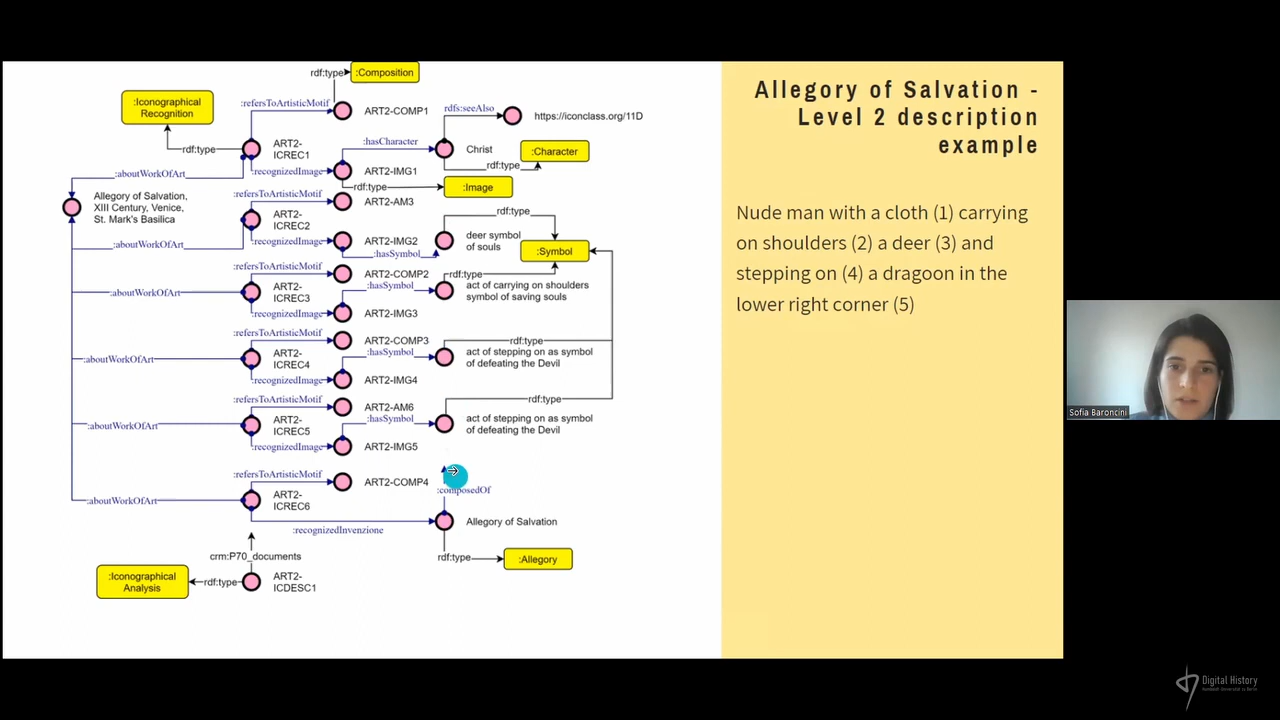 rdf:type
:Composition
:Iconographical
Recognition
:refersToArtisticMotif
ART2-COMP1
rdfs:seeAlso
https://iconclass.org/11D
rdf:type
ART2-
ICREC1
:hasCharacter
Christ
:Character
:recognizedImage
ART2-IMG1
rdf:type
:aboutWorkOfArt
rdf:type
:Image
Allegory of Salvation,
XIII Century, Venice,
St. Mark's Basilica
:refersToArtisticMotif
ART2-AM3
ART2-
ICREC2
rdf:type
:aboutWorkOfArt
:recognizedImage
ART2-IMG2
:hasSymbol
deer symbol
of souls
:Symbol
:refersToArtisticMotif
ART2-COMP2
rdf:type
:aboutWorkOfArt
ART2-
ICREC3
:hasSymbol
act of carrying on shoulders
symbol of saving souls
:recognizedImage
ART2-IMG3
:refersToArtisticMotif
ART2-COMP3
rdf:type
:aboutWorkOfArt
ART2-
ICREC4
:hasSymbol
act of stepping on as symbol
of defeating the Devil
:recognizedImage
ART2-IMG4
:refersToArtisticMotif
ART2-AM6
rdf:type
:aboutWorkOfArt
ART2-
ICREC5
:hasSymbol
act of stepping on as symbol
of defeating the Devil
:recognizedImage
ART2-IMG5
:refersToArtisticMotif
ART2-COMP4
:composedOf
:aboutWorkOfArt
ART2-
ICREC6
:recognizedInvenzione
Allegory of Salvation
crm:P70_documents
rdf:type
:Allegory
:Iconographical
Analysis
rdf:type
ART2-
ICDESC1
Allegory of Salvation -
Level 2 description
example
Nude man with a cloth (1) carrying
on shoulders (2) a deer (3) and
stepping on (4) a dragoon in the
lower right corner (5)
Sofia Baroncini
Digital History
Humboldt-Universität zu Berlin